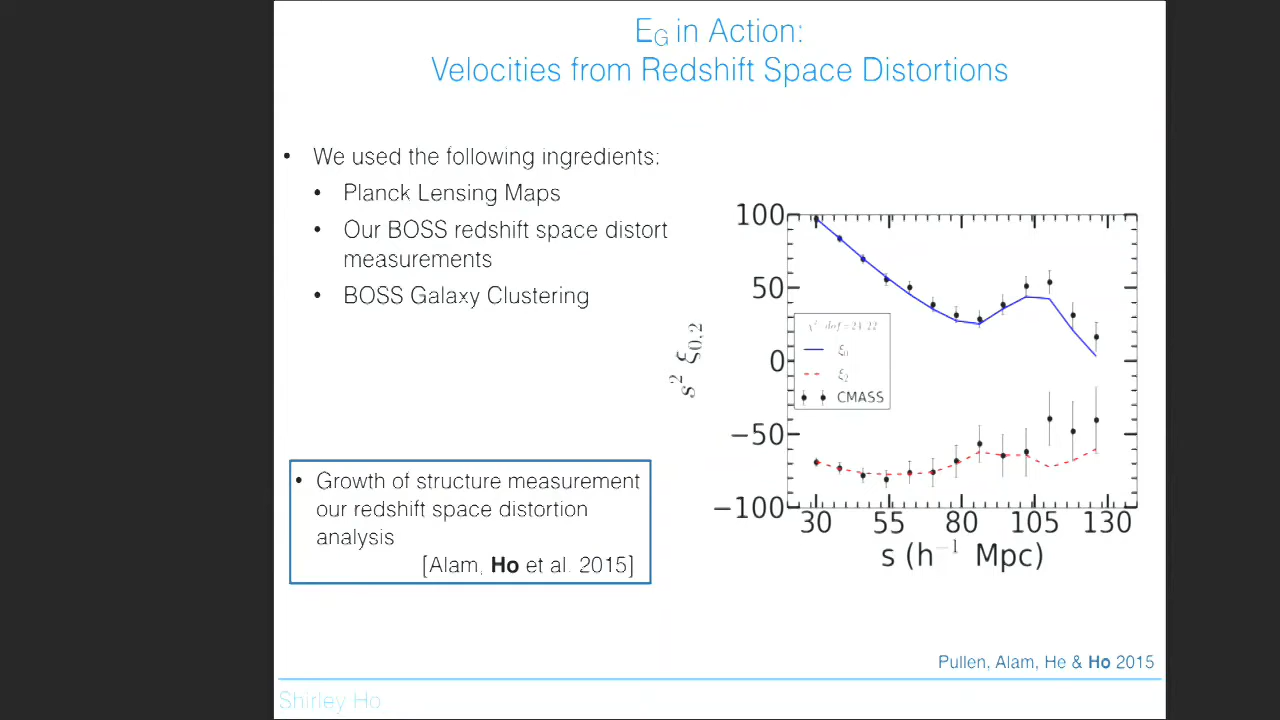 E_G in Action:
Velocities from Redshift Space Distortions
• We used the following ingredients:
• Planck Lensing Maps
• Our BOSS redshift space distort
measurements
• BOSS Galaxy Clustering
• Growth of structure measurement
our redshift space distortion
analysis
[Alam, Ho et al. 2015]
100
50
0
−50
−100
s² ξ₀,₂
ξ₀
ξ₂
CMASS
30 55 80 105 130
s (h⁻¹ Mpc)
Pullen, Alam, He & Ho 2015
Shirley Ho